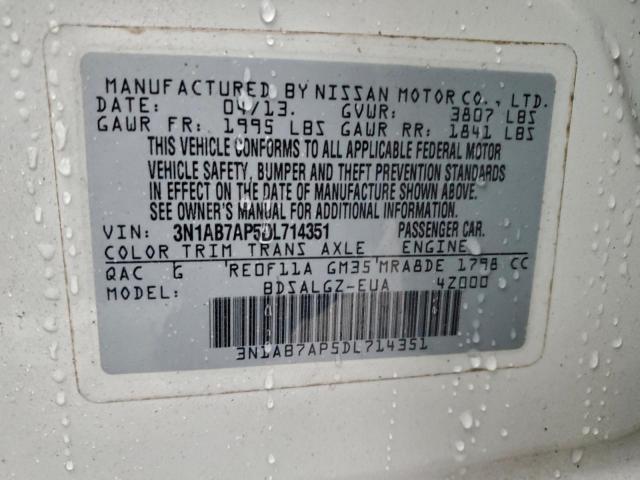 MANUFACTURED BY NISSAN MOTOR CO., LTD.
DATE: 04/13. GVWR: 3807 LBS
GAWR FR: 1995 LBS GAWR RR: 1841 LBS
THIS VEHICLE CONFORMS TO ALL APPLICABLE FEDERAL MOTOR
VEHICLE SAFETY, BUMPER AND THEFT PREVENTION STANDARDS
IN EFFECT ON THE DATE OF MANUFACTURE SHOWN ABOVE.
SEE OWNER'S MANUAL FOR ADDITIONAL INFORMATION.
VIN: 3N1AB7AP5DL714351 PASSENGER CAR.
COLOR TRIM TRANS AXLE ENGINE
QAC G RE0F11A GM35 MRA8DE 1798 CC
MODEL: BDSALGZ-EUA 4Z000
3N1AB7AP5DL714351